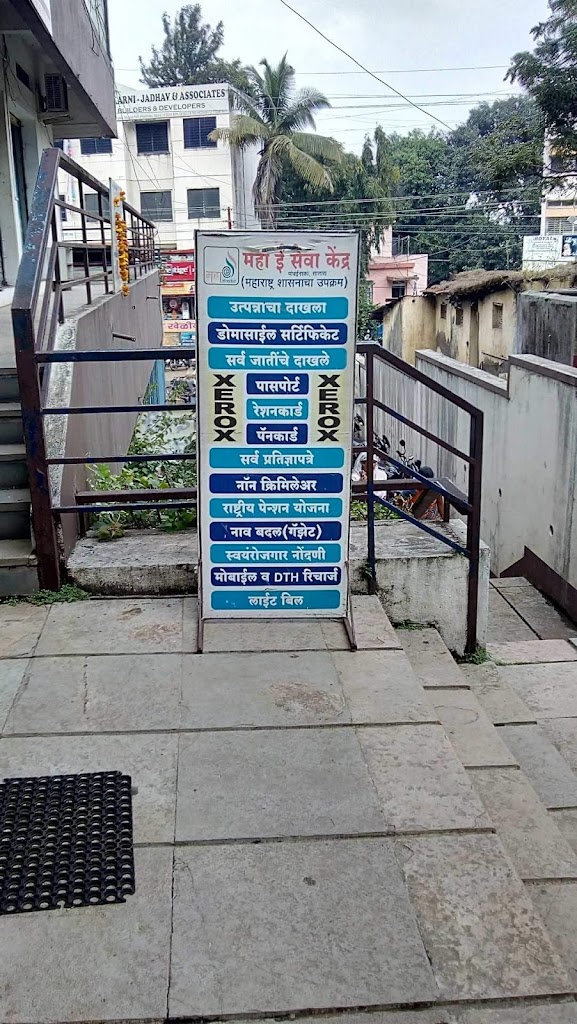 ARNI - JADHAV & ASSOCIATES
BUILDERS & DEVELOPERS
महा ई सेवा केंद्र
पोवईनाका, सातारा
(महाराष्ट्र शासनाचा उपक्रम)
उत्पन्नाचा दाखला
डोमासाईल सर्टिफिकेट
सर्व जातींचे दाखले
XEROX
पासपोर्ट
रेशनकार्ड
पॅनकार्ड
XEROX
सर्व प्रतिज्ञापत्रे
नॉन क्रिमिलेअर
राष्ट्रीय पेन्शन योजना
नाव बदल(गॅझेट)
स्वयंरोजगार नोंदणी
मोबाईल व DTH रिचार्ज
लाईट बिल